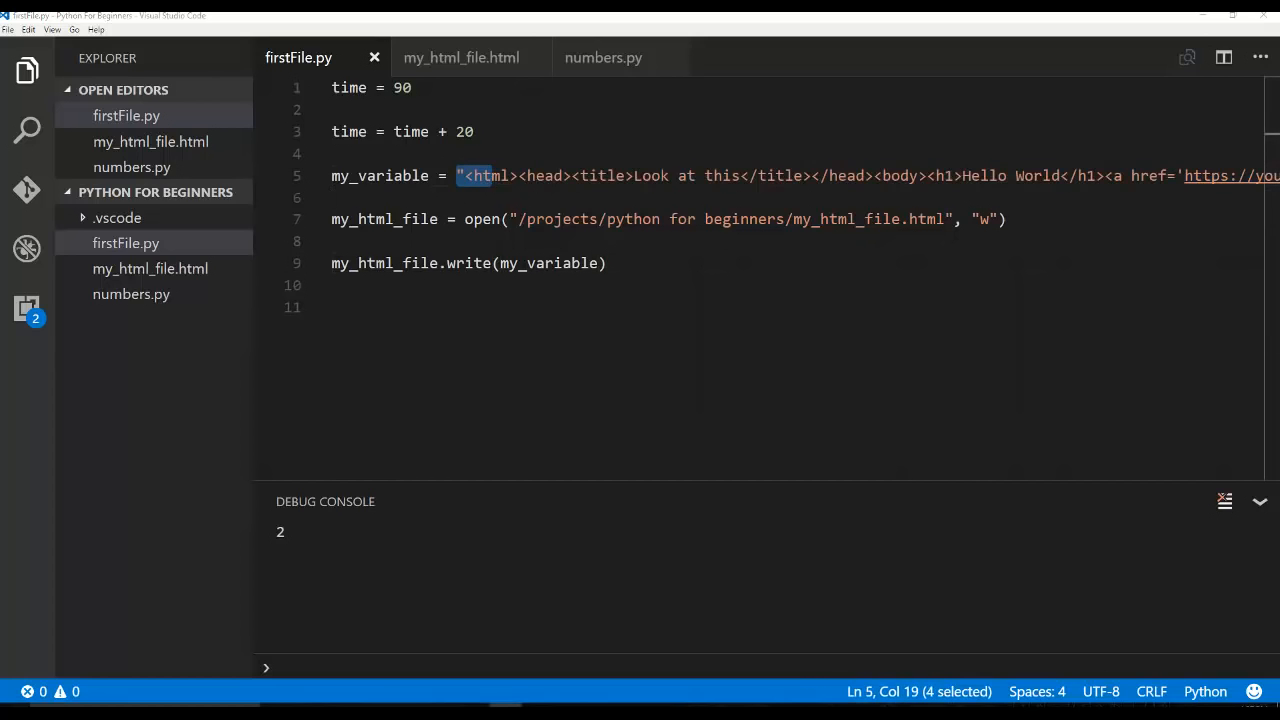 firstFile.py - Python For Beginners - Visual Studio Code
File Edit View Go Help
EXPLORER
OPEN EDITORS
firstFile.py
my_html_file.html
numbers.py
PYTHON FOR BEGINNERS
.vscode
firstFile.py
my_html_file.html
numbers.py
2
firstFile.py my_html_file.html numbers.py
1 time = 90
2
3 time = time + 20
4
5 my_variable = "<html><head><title>Look at this</title></head><body><h1>Hello World</h1><a href='https://you
6
7 my_html_file = open("/projects/python for beginners/my_html_file.html", "w")
8
9 my_html_file.write(my_variable)
10
11
DEBUG CONSOLE
2
0 0 Ln 5, Col 19 (4 selected) Spaces: 4 UTF-8 CRLF Python